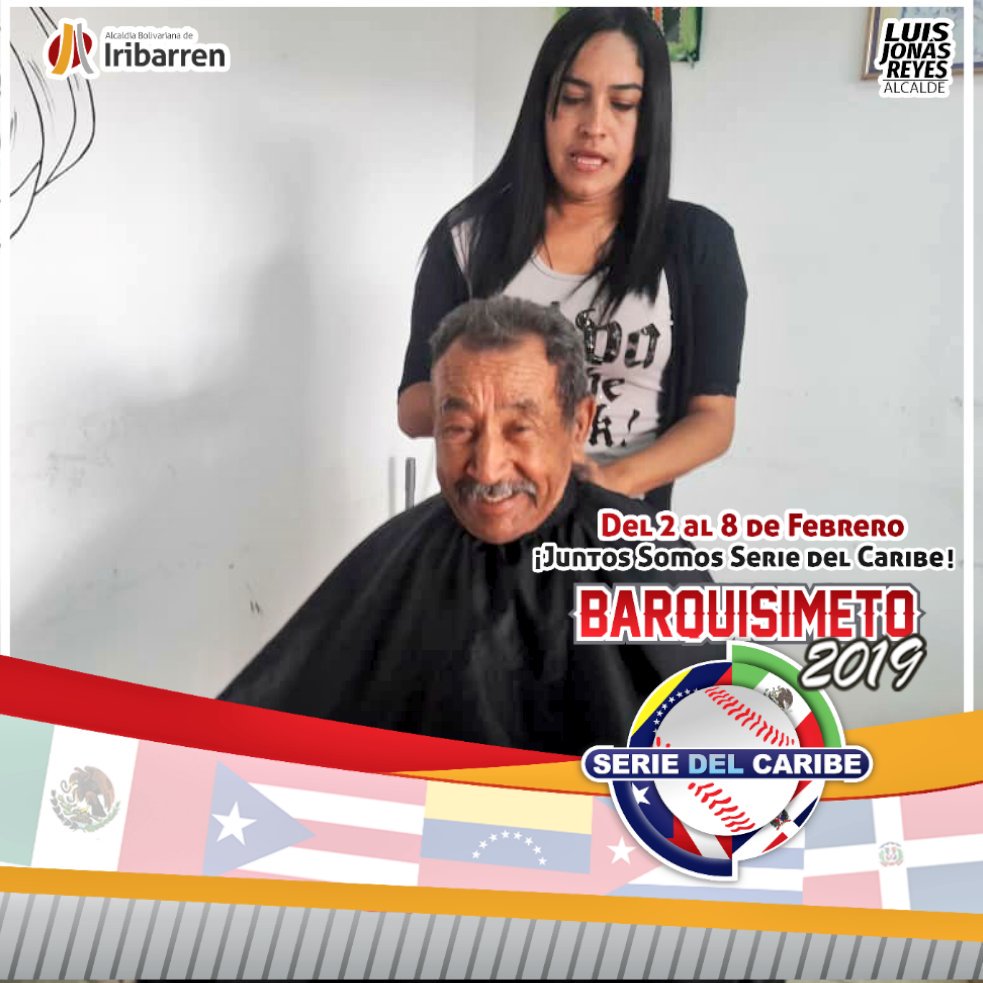 Alcaldía Bolivariana de
Iribarren
LUIS
JONÁS
REYES
ALCALDE
DEL 2 AL 8 DE FEBRERO
¡JUNTOS SOMOS SERIE DEL CARIBE!
BARQUISIMETO
2019
SERIE DEL CARIBE